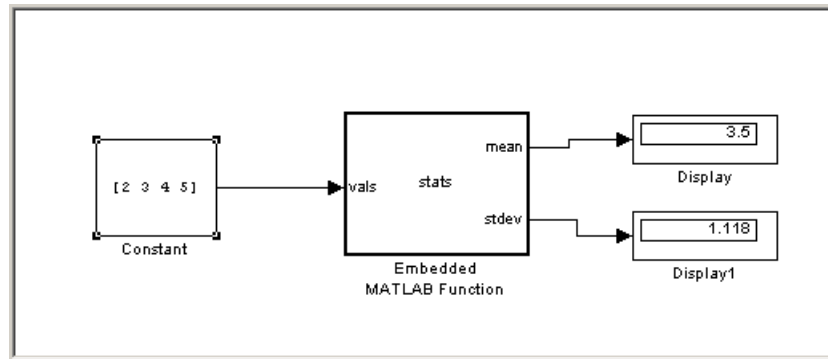 [2 3 4 5]
Constant
vals
stats
mean
stdev
Embedded
MATLAB Function
3.5
Display
1.118
Display1